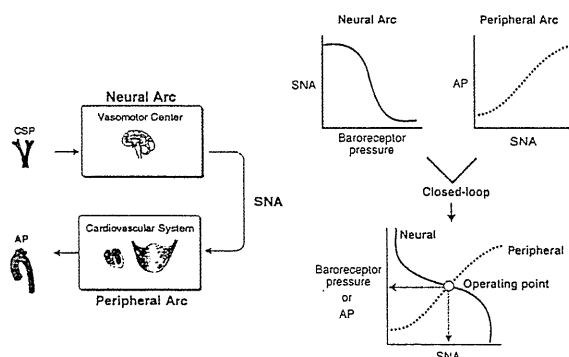 Neural Arc
Vasomotor Center
CSP
SNA
AP
Cardiovascular System
Peripheral Arc
Neural Arc
SNA
Baroreceptor
pressure
Peripheral Arc
AP
SNA
Closed-loop
Neural
Peripheral
Baroreceptor
pressure
or
AP
Operating point
SNA